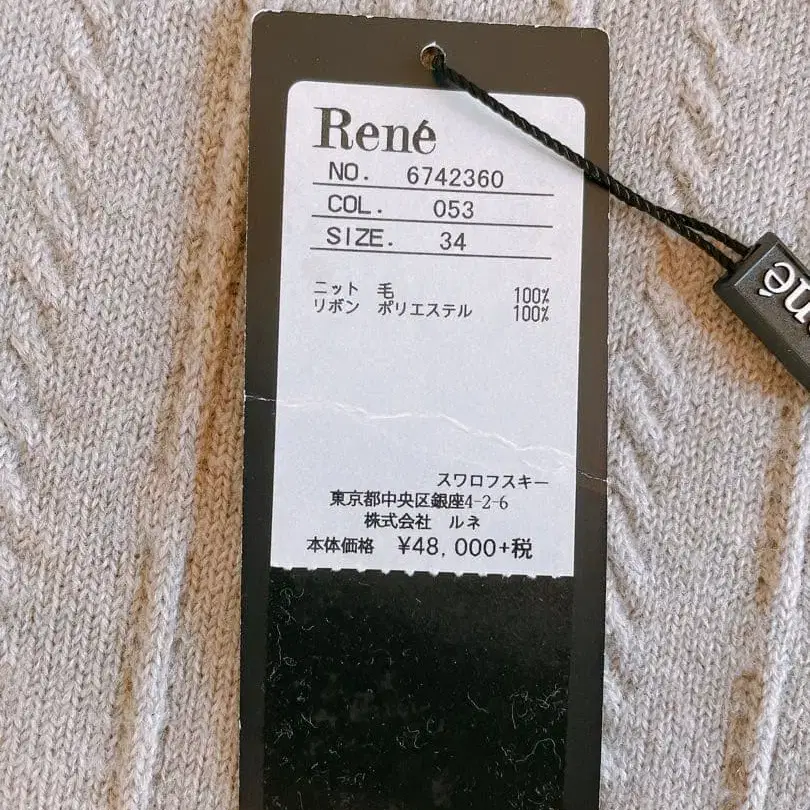 René
NO. 6742360
COL. 053
SIZE. 34
ニット 毛 100%
リボン ポリエステル 100%
スワロフスキー
東京都中央区銀座4-2-6
株式会社 ルネ
本体価格 ¥48,000+税
né